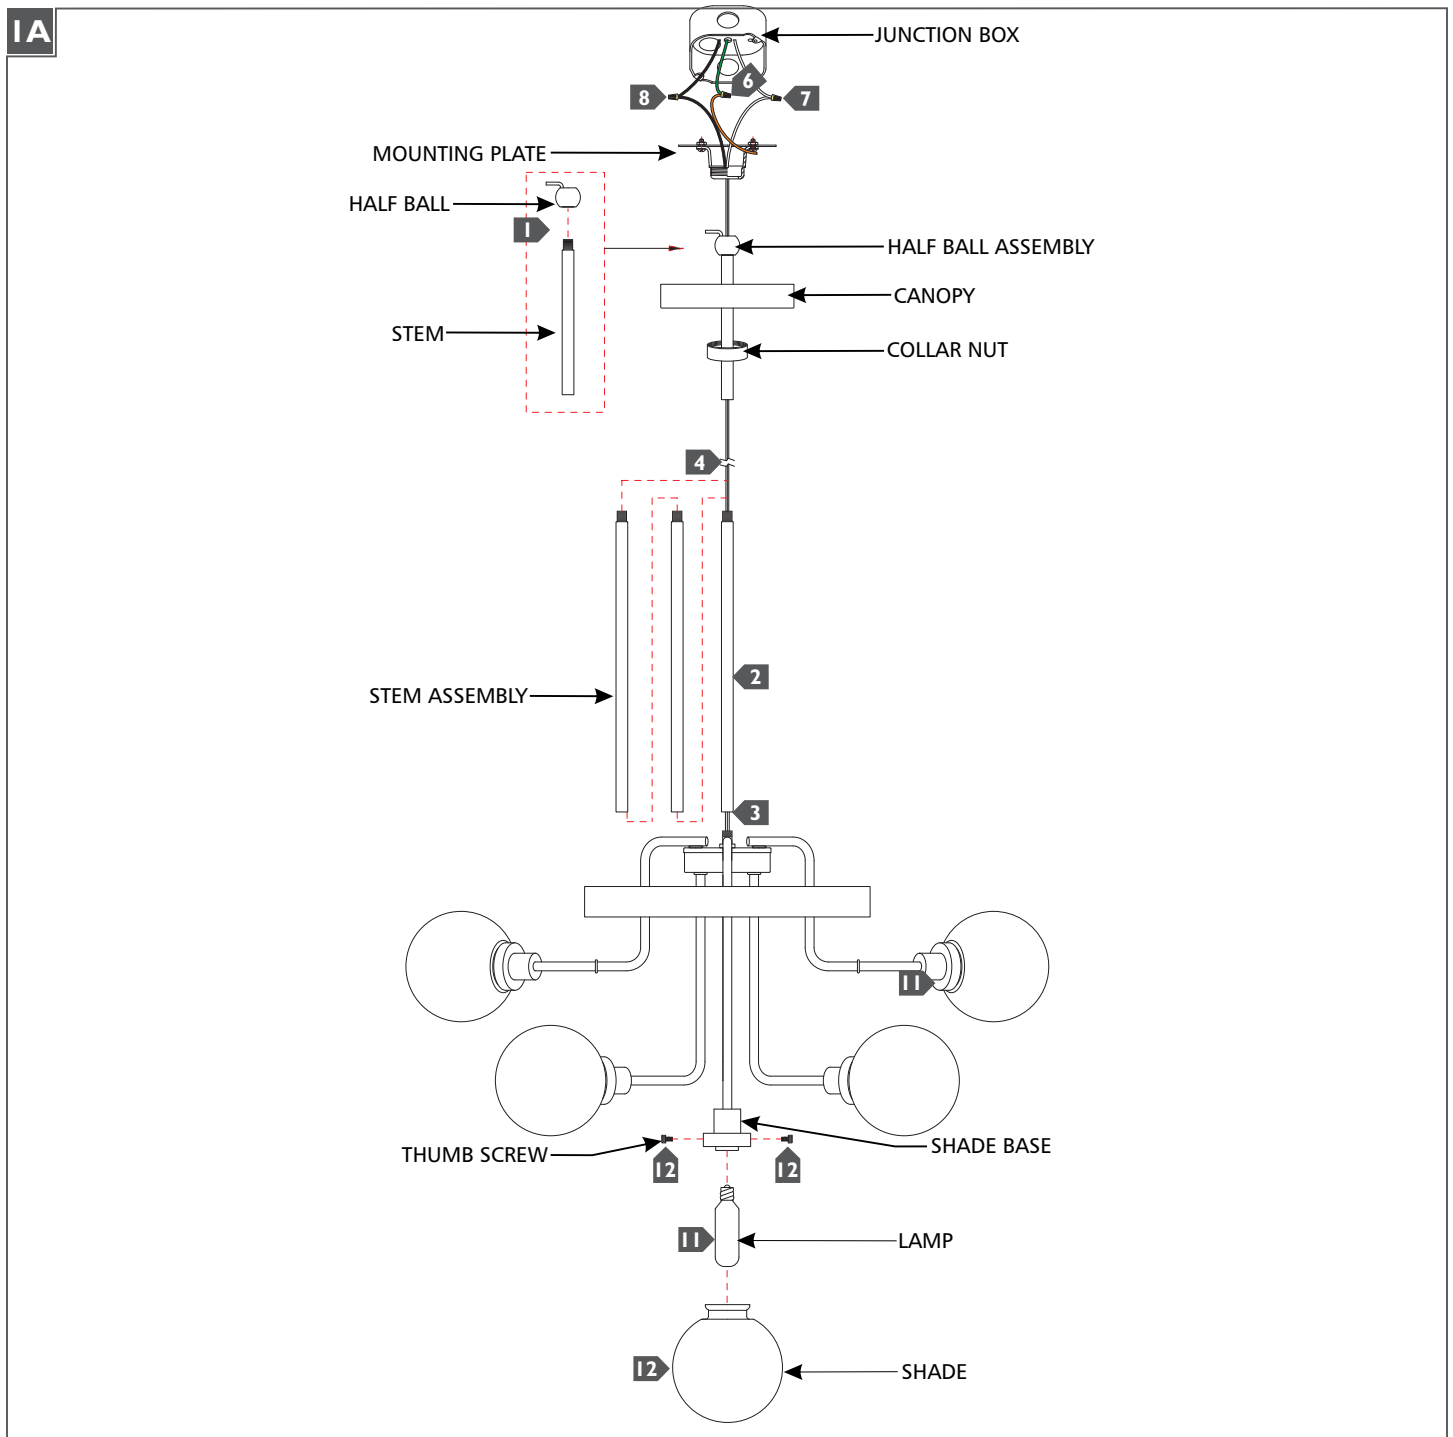 1A
JUNCTION BOX
6
8
7
MOUNTING PLATE
HALF BALL
1
HALF BALL ASSEMBLY
CANOPY
STEM
COLLAR NUT
4
2
STEM ASSEMBLY
3
11
SHADE BASE
THUMB SCREW
12
12
11
LAMP
12
SHADE